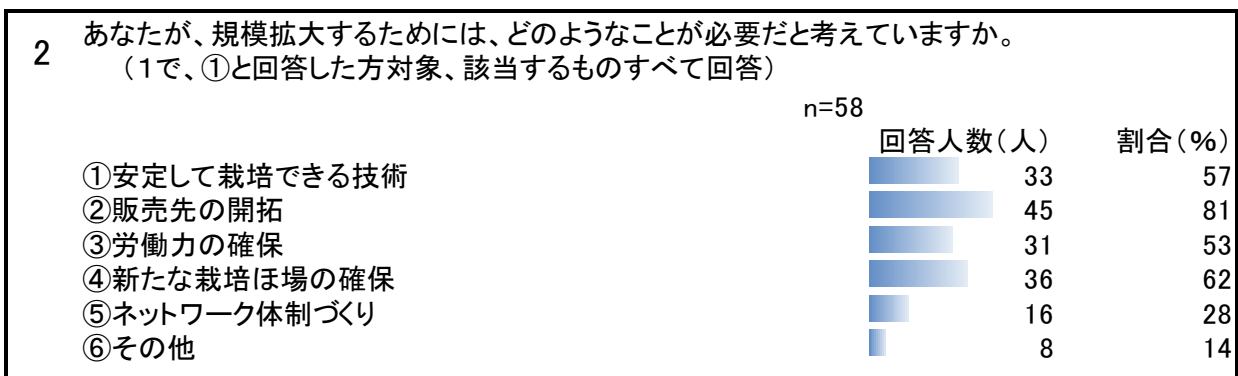 2 あなたが、規模拡大するためには、どのようなことが必要だと考えていますか。
（１で、①と回答した方対象、該当するものすべて回答）
n=58
回答人数(人) 割合(%)
①安定して栽培できる技術 33 57
②販売先の開拓 45 81
③労働力の確保 31 53
④新たな栽培ほ場の確保 36 62
⑤ネットワーク体制づくり 16 28
⑥その他 8 14